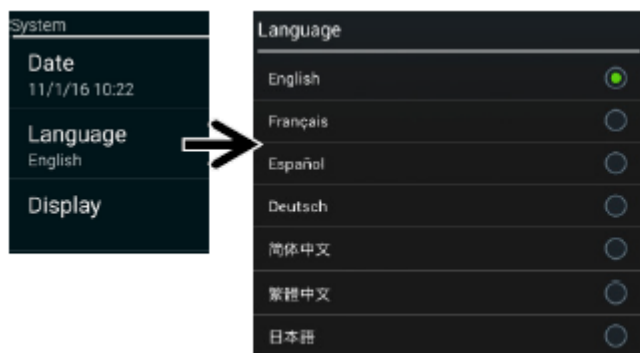 System
Date
11/1/16 10:22
Language
English
Display
Language
English
Français
Español
Deutsch
简体中文
繁體中文
日本語